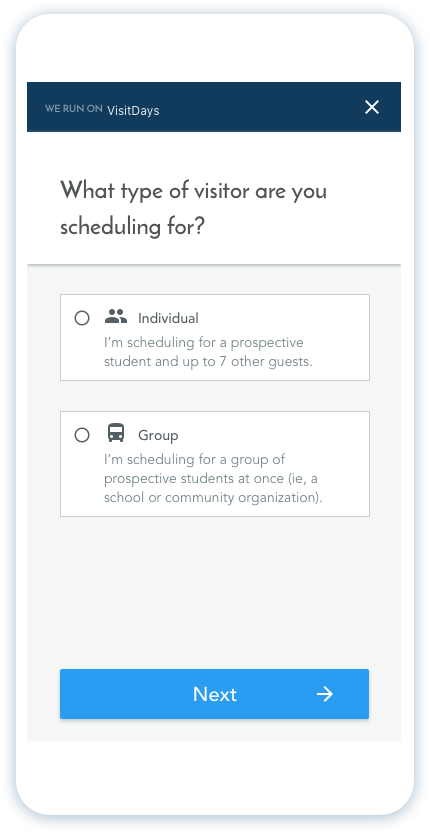 WE RUN ON VisitDays
What type of visitor are you
scheduling for?
Individual
I'm scheduling for a prospective
student and up to 7 other guests.
Group
I'm scheduling for a group of
prospective students at once (ie, a
school or community organization).
Next